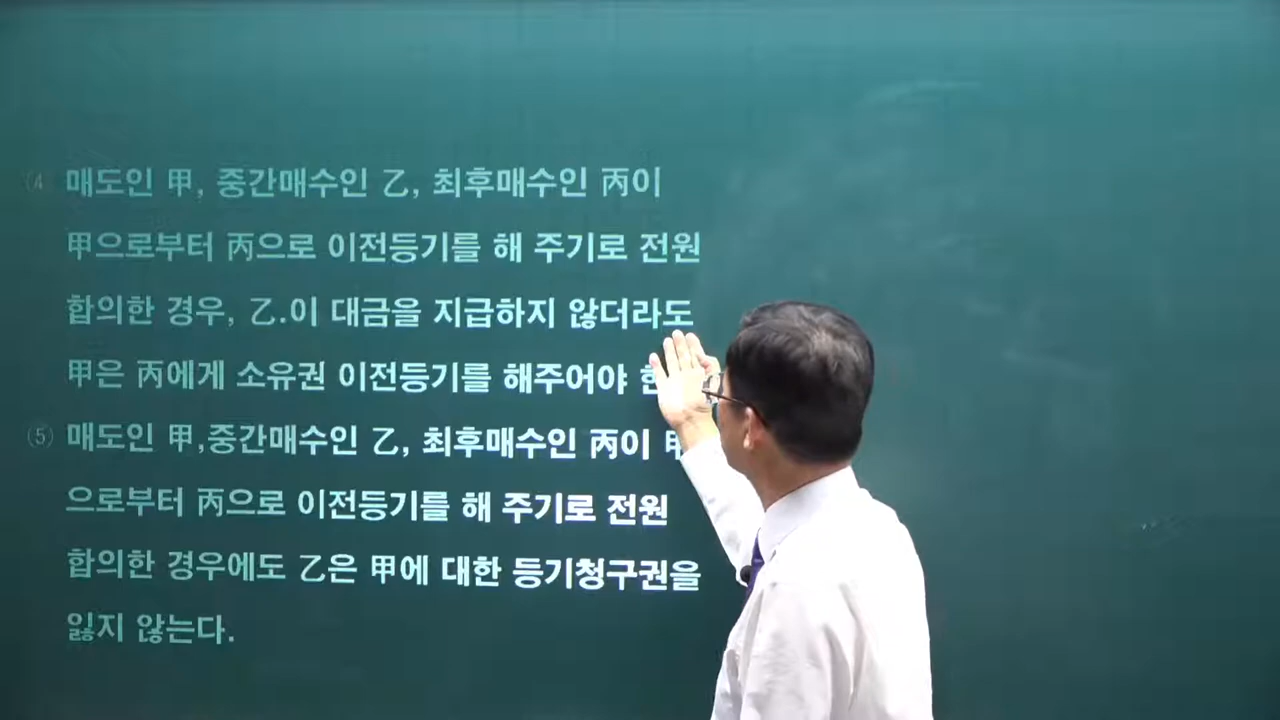 ④ 매도인 甲, 중간매수인 乙, 최후매수인 丙이
甲으로부터 丙으로 이전등기를 해 주기로 전원
합의한 경우, 乙.이 대금을 지급하지 않더라도
甲은 丙에게 소유권 이전등기를 해주어야
⑤ 매도인 甲,중간매수인 乙, 최후매수인 丙이
으로부터 丙으로 이전등기를 해 주기로 전원
합의한 경우에도 乙은 甲에 대한 등기청구권을
잃지 않는다.